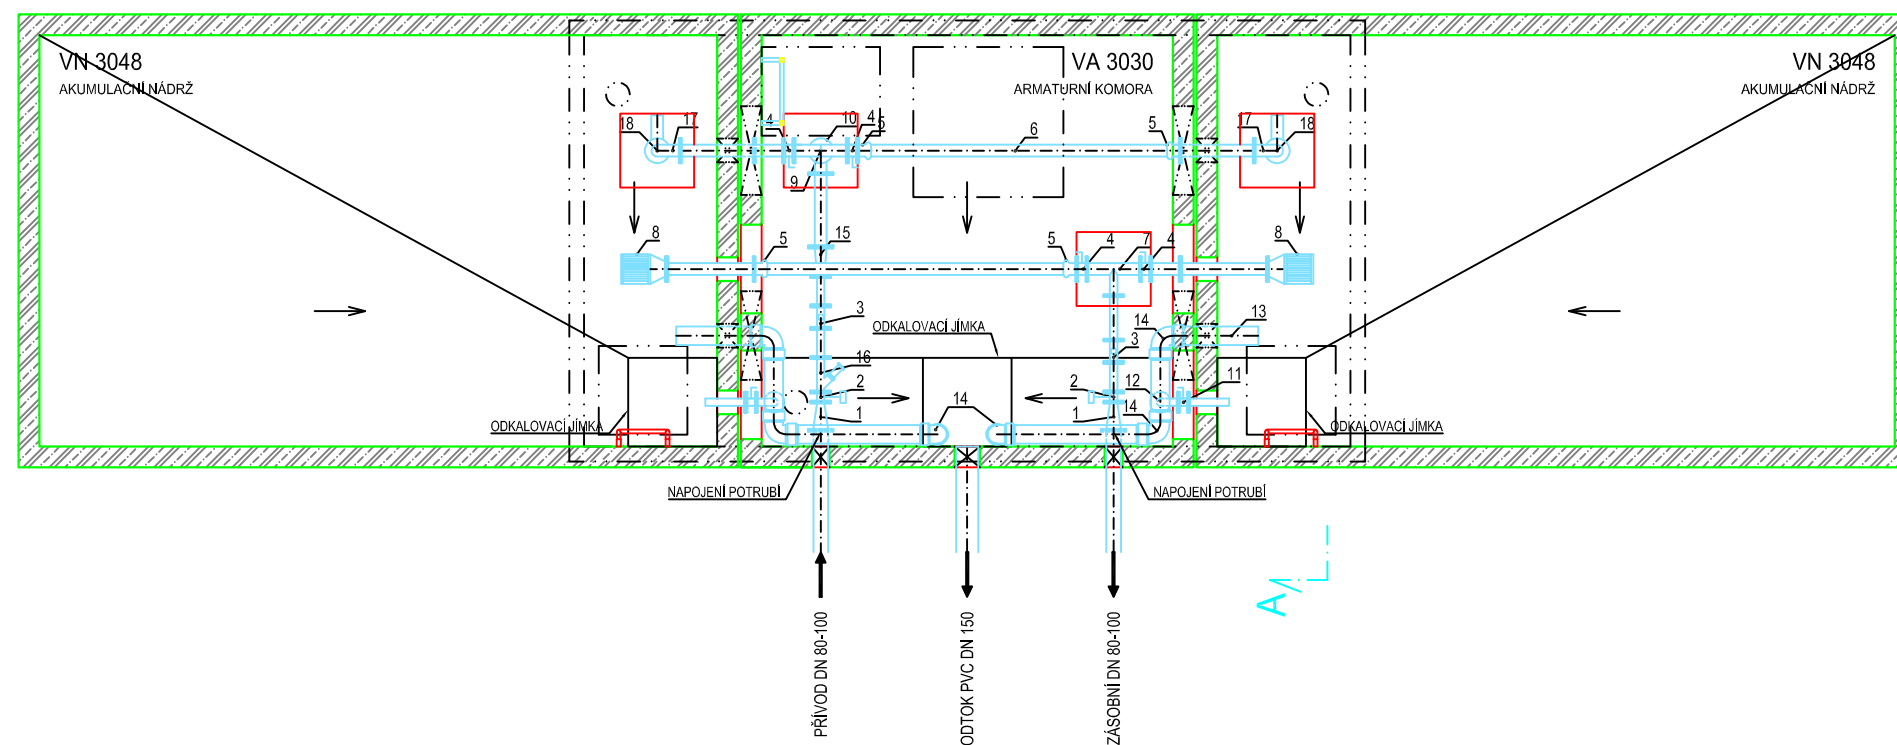 VN 3048
AKUMULAČNÍ NÁDRŽ
VA 3030
ARMATURNÍ KOMORA
VN 3048
AKUMULAČNÍ NÁDRŽ
18
17
4
10
4
5
6
5
17
18
9
8
5
15
5
4
7
4
8
3
ODKALOVACÍ JÍMKA
14
13
3
16
2
2
12
11
1
14
1
14
ODKALOVACÍ JÍMKA
ODKALOVACÍ JÍMKA
NAPOJENÍ POTRUBÍ
NAPOJENÍ POTRUBÍ
PŘÍVOD DN 80-100
ODTOK PVC DN 150
ZÁSOBNÍ DN 80-100
A